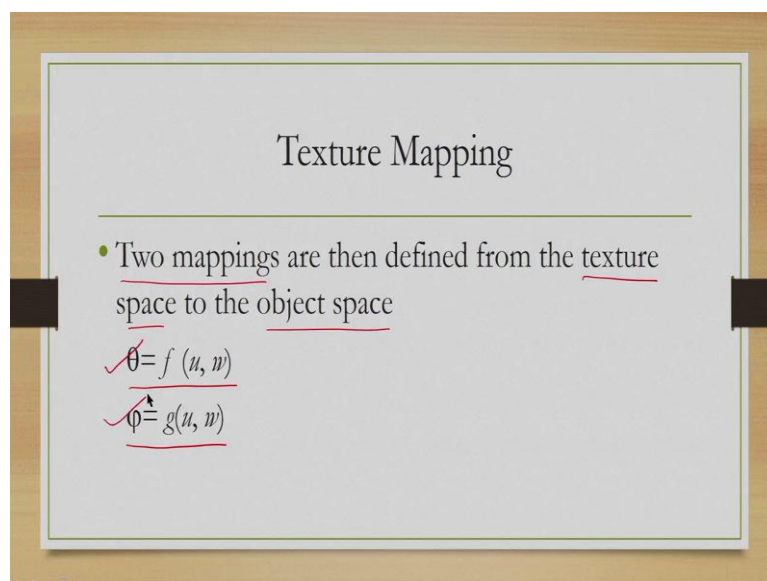 Texture Mapping
• Two mappings are then defined from the texture
space to the object space
θ= f (u, w)
φ= g(u, w)